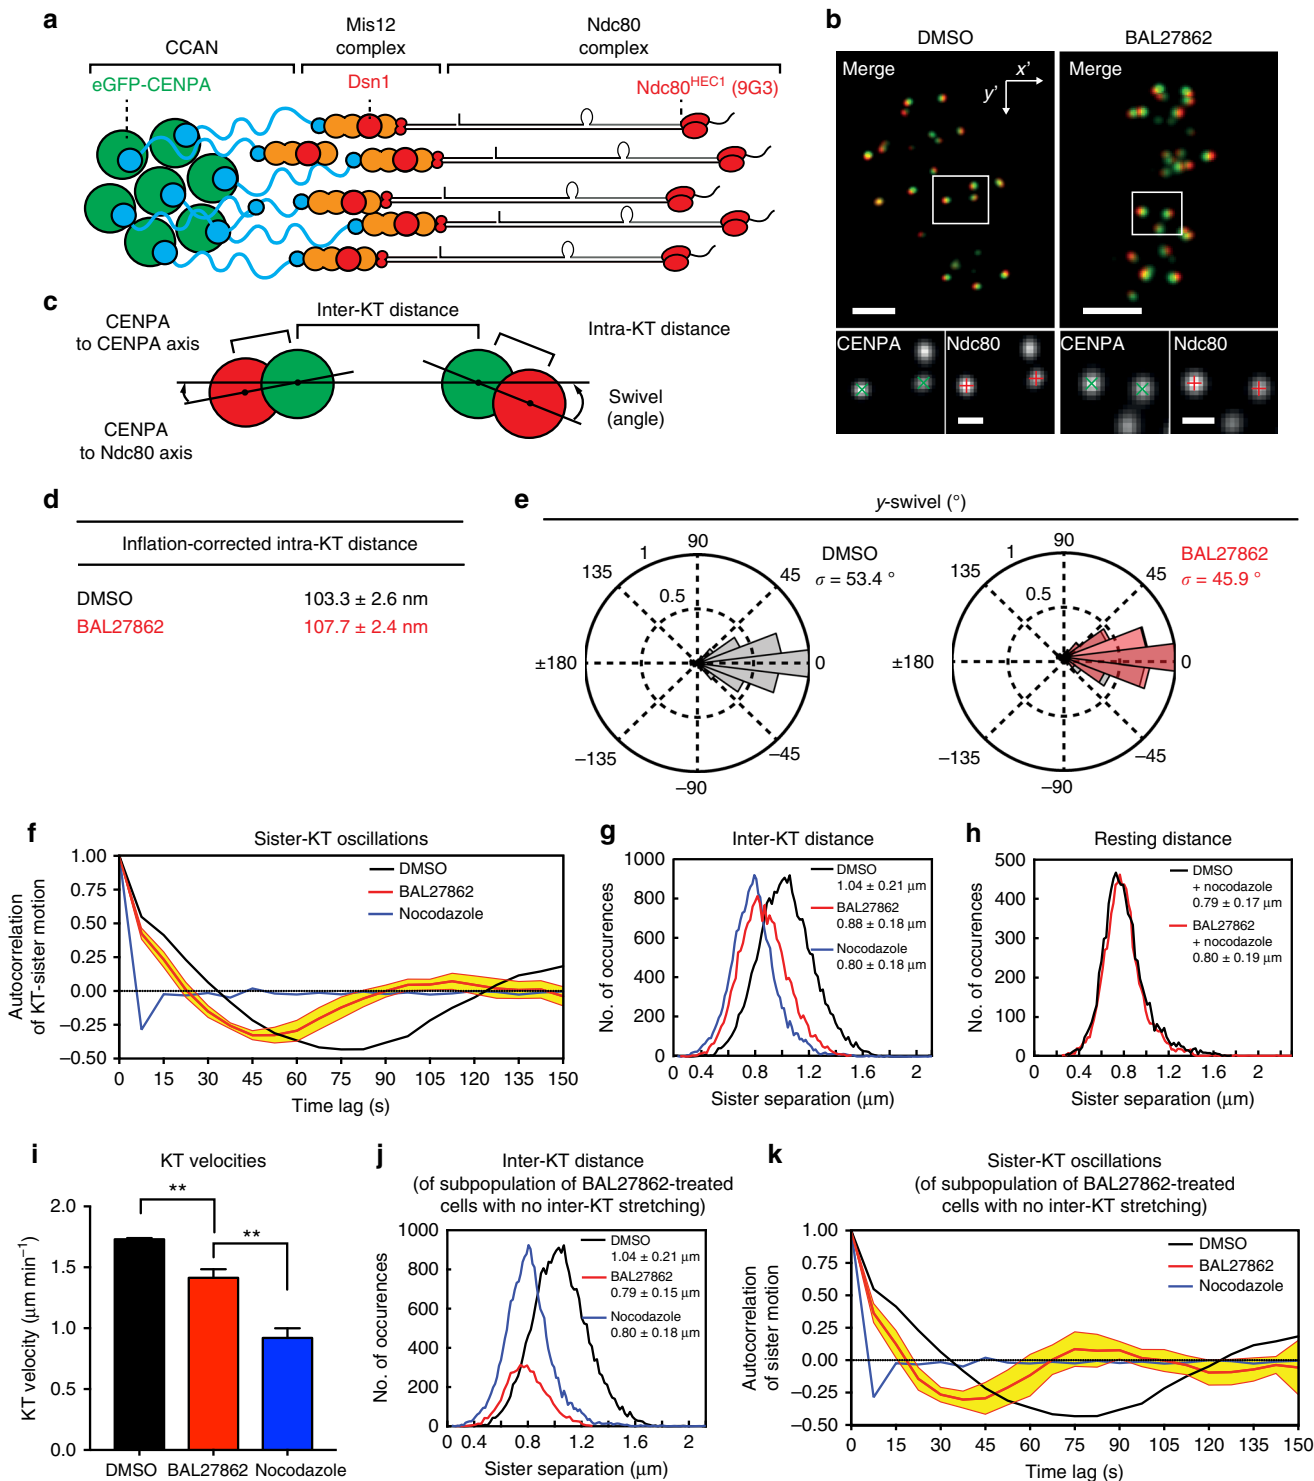 a
CCAN
Mis12
complex
Ndc80
complex
eGFP-CENPA
Dsn1
Ndc80HEC1 (9G3)
b
DMSO
BAL27862
Merge
x'
y'
Merge
CENPA
Ndc80
CENPA
Ndc80
c
CENPA
to CENPA axis
Inter-KT distance
Intra-KT distance
CENPA
to Ndc80 axis
Swivel
(angle)
d
Inflation-corrected intra-KT distance
DMSO 103.3 ± 2.6 nm
BAL27862 107.7 ± 2.4 nm
e
y-swivel (°)
90
1
135
45
0.5
±180
0
−135
−45
−90
DMSO
σ = 53.4 °
90
1
135
45
0.5
±180
0
−135
−45
−90
BAL27862
σ = 45.9 °
f
Sister-KT oscillations
Autocorrelation
of KT-sister motion
1.00
0.75
0.50
0.25
0.00
−0.25
−0.50
DMSO
BAL27862
Nocodazole
0 15 30 45 60 75 90 105 120 135 150
Time lag (s)
g
Inter-KT distance
No. of occurences
1000
800
600
400
200
0
DMSO
1.04 ± 0.21 μm
BAL27862
0.88 ± 0.18 μm
Nocodazole
0.80 ± 0.18 μm
0 0.4 0.8 1.2 1.6 2
Sister separation (μm)
h
Resting distance
No. of occurences
500
400
300
200
100
0
DMSO
+ nocodazole
0.79 ± 0.17 μm
BAL27862
+ nocodazole
0.80 ± 0.19 μm
0 0.4 0.8 1.2 1.6 2
Sister separation (μm)
i
KT velocities
KT velocity (μm min−1)
2.0
1.5
1.0
0.5
0.0
**
**
DMSO BAL27862 Nocodazole
j
Inter-KT distance
(of subpopulation of BAL27862-treated
cells with no inter-KT stretching)
No. of occurences
1000
800
600
400
200
0
DMSO
1.04 ± 0.21 μm
BAL27862
0.79 ± 0.15 μm
Nocodazole
0.80 ± 0.18 μm
0 0.4 0.8 1.2 1.6 2
Sister separation (μm)
k
Sister-KT oscillations
(of subpopulation of BAL27862-treated
cells with no inter-KT stretching)
Autocorrelation
of sister motion
1.00
0.75
0.50
0.25
0.00
−0.25
−0.50
DMSO
BAL27862
Nocodazole
0 15 30 45 60 75 90 105 120 135 150
Time lag (s)